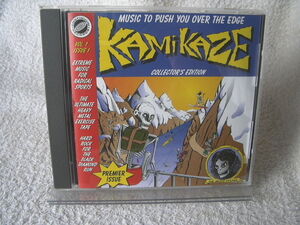 MUSIC TO PUSH YOU OVER THE EDGE
KAMiKAZE
COLLECTOR'S EDITION
VOL. 1
ISSUE 1
EXTREME
MUSIC FOR
RADICAL
SPORTS
THE
ULTIMATE
HEAVY
METAL
EXERCISE
TAPE
HARD
ROCK
FOR
THE
BLACK
DIAMOND
RUN
PREMIER
ISSUE